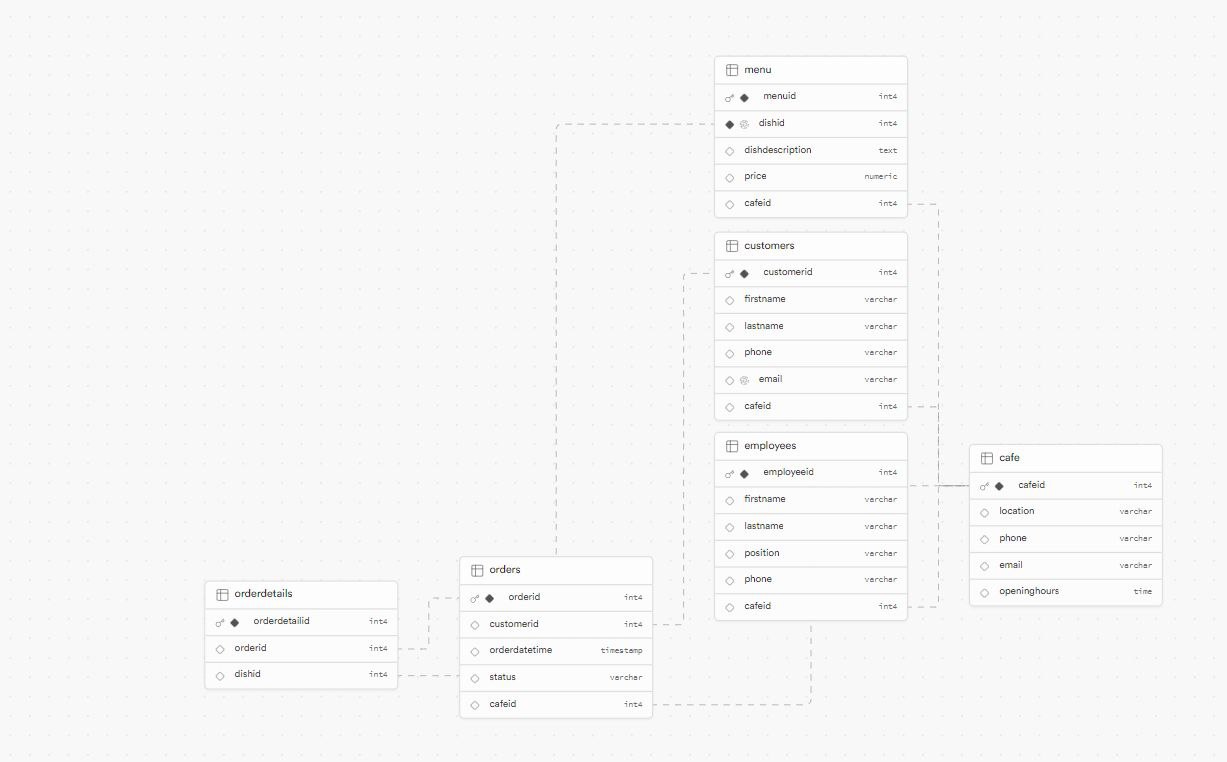 menu
menuid int4
dishid int4
dishdescription text
price numeric
cafeid int4
customers
customerid int4
firstname varchar
lastname varchar
phone varchar
email varchar
cafeid int4
employees
employeeid int4
firstname varchar
lastname varchar
position varchar
phone varchar
cafeid int4
cafe
cafeid int4
location varchar
phone varchar
email varchar
openinghours time
orders
orderid int4
customerid int4
orderdatetime timestamp
status varchar
cafeid int4
orderdetails
orderdetailid int4
orderid int4
dishid int4